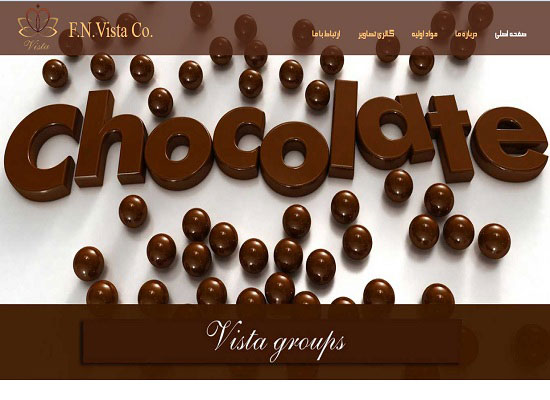 Vista
F.N.Vista Co.
صفحه اصلی
درباره ما
مواد اولیه
گالری تصاویر
ارتباط با ما
chocolate
Vista groups